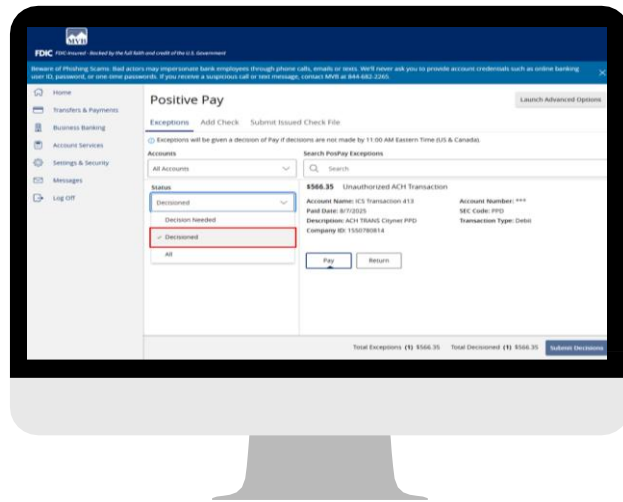 MVB
FDIC FDIC-Insured - Backed by the full faith and credit of the U.S. Government
Beware of Phishing Scams: Bad actors may impersonate bank employees through phone calls, emails or texts. We'll never ask you to provide account credentials such as online banking
user ID, password, or one-time passwords. If you receive a suspicious call or text message, contact MVB at 844-682-2265
Home
Transfers & Payments
Business Banking
Account Services
Settings & Security
Messages
Log Off
Positive Pay
Launch Advanced Options
Exceptions Add Check Submit Issued Check File
Exceptions will be given a decision of Pay if decisions are not made by 11:00 AM Eastern Time (US & Canada).
Accounts
All Accounts
Status
Decisioned
Decision Needed
Decisioned
All
Search PosPay Exceptions
Search
$566.35 Unauthorized ACH Transaction
Account Name: ICS Transaction 413 Account Number: ***
Paid Date: 8/7/2025 SEC Code: PPD
Description: ACH TRANS Citynet PPD Transaction Type: Debit
Company ID: 1550780814
Pay Return
Total Exceptions (1) $566.35 Total Decisioned (1) $566.35 Submit Decisions